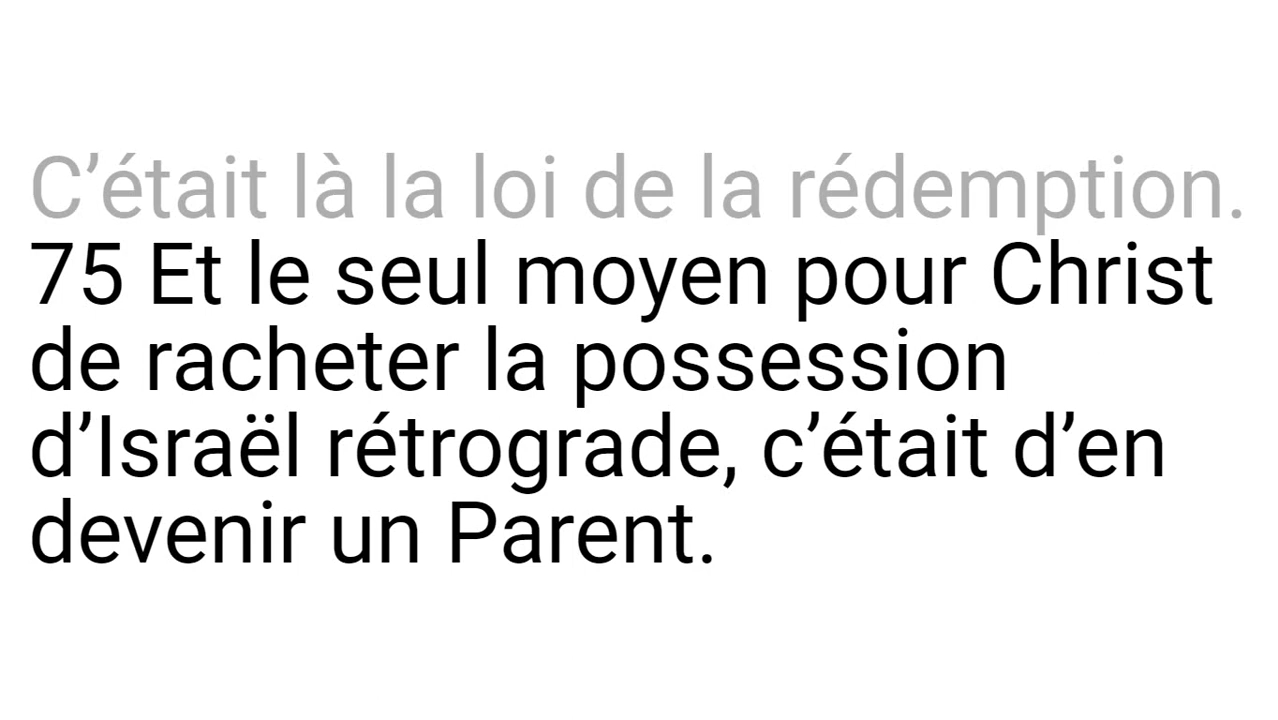 C’était là la loi de la rédemption.
75 Et le seul moyen pour Christ
de racheter la possession
d’Israël rétrograde, c’était d’en
devenir un Parent.